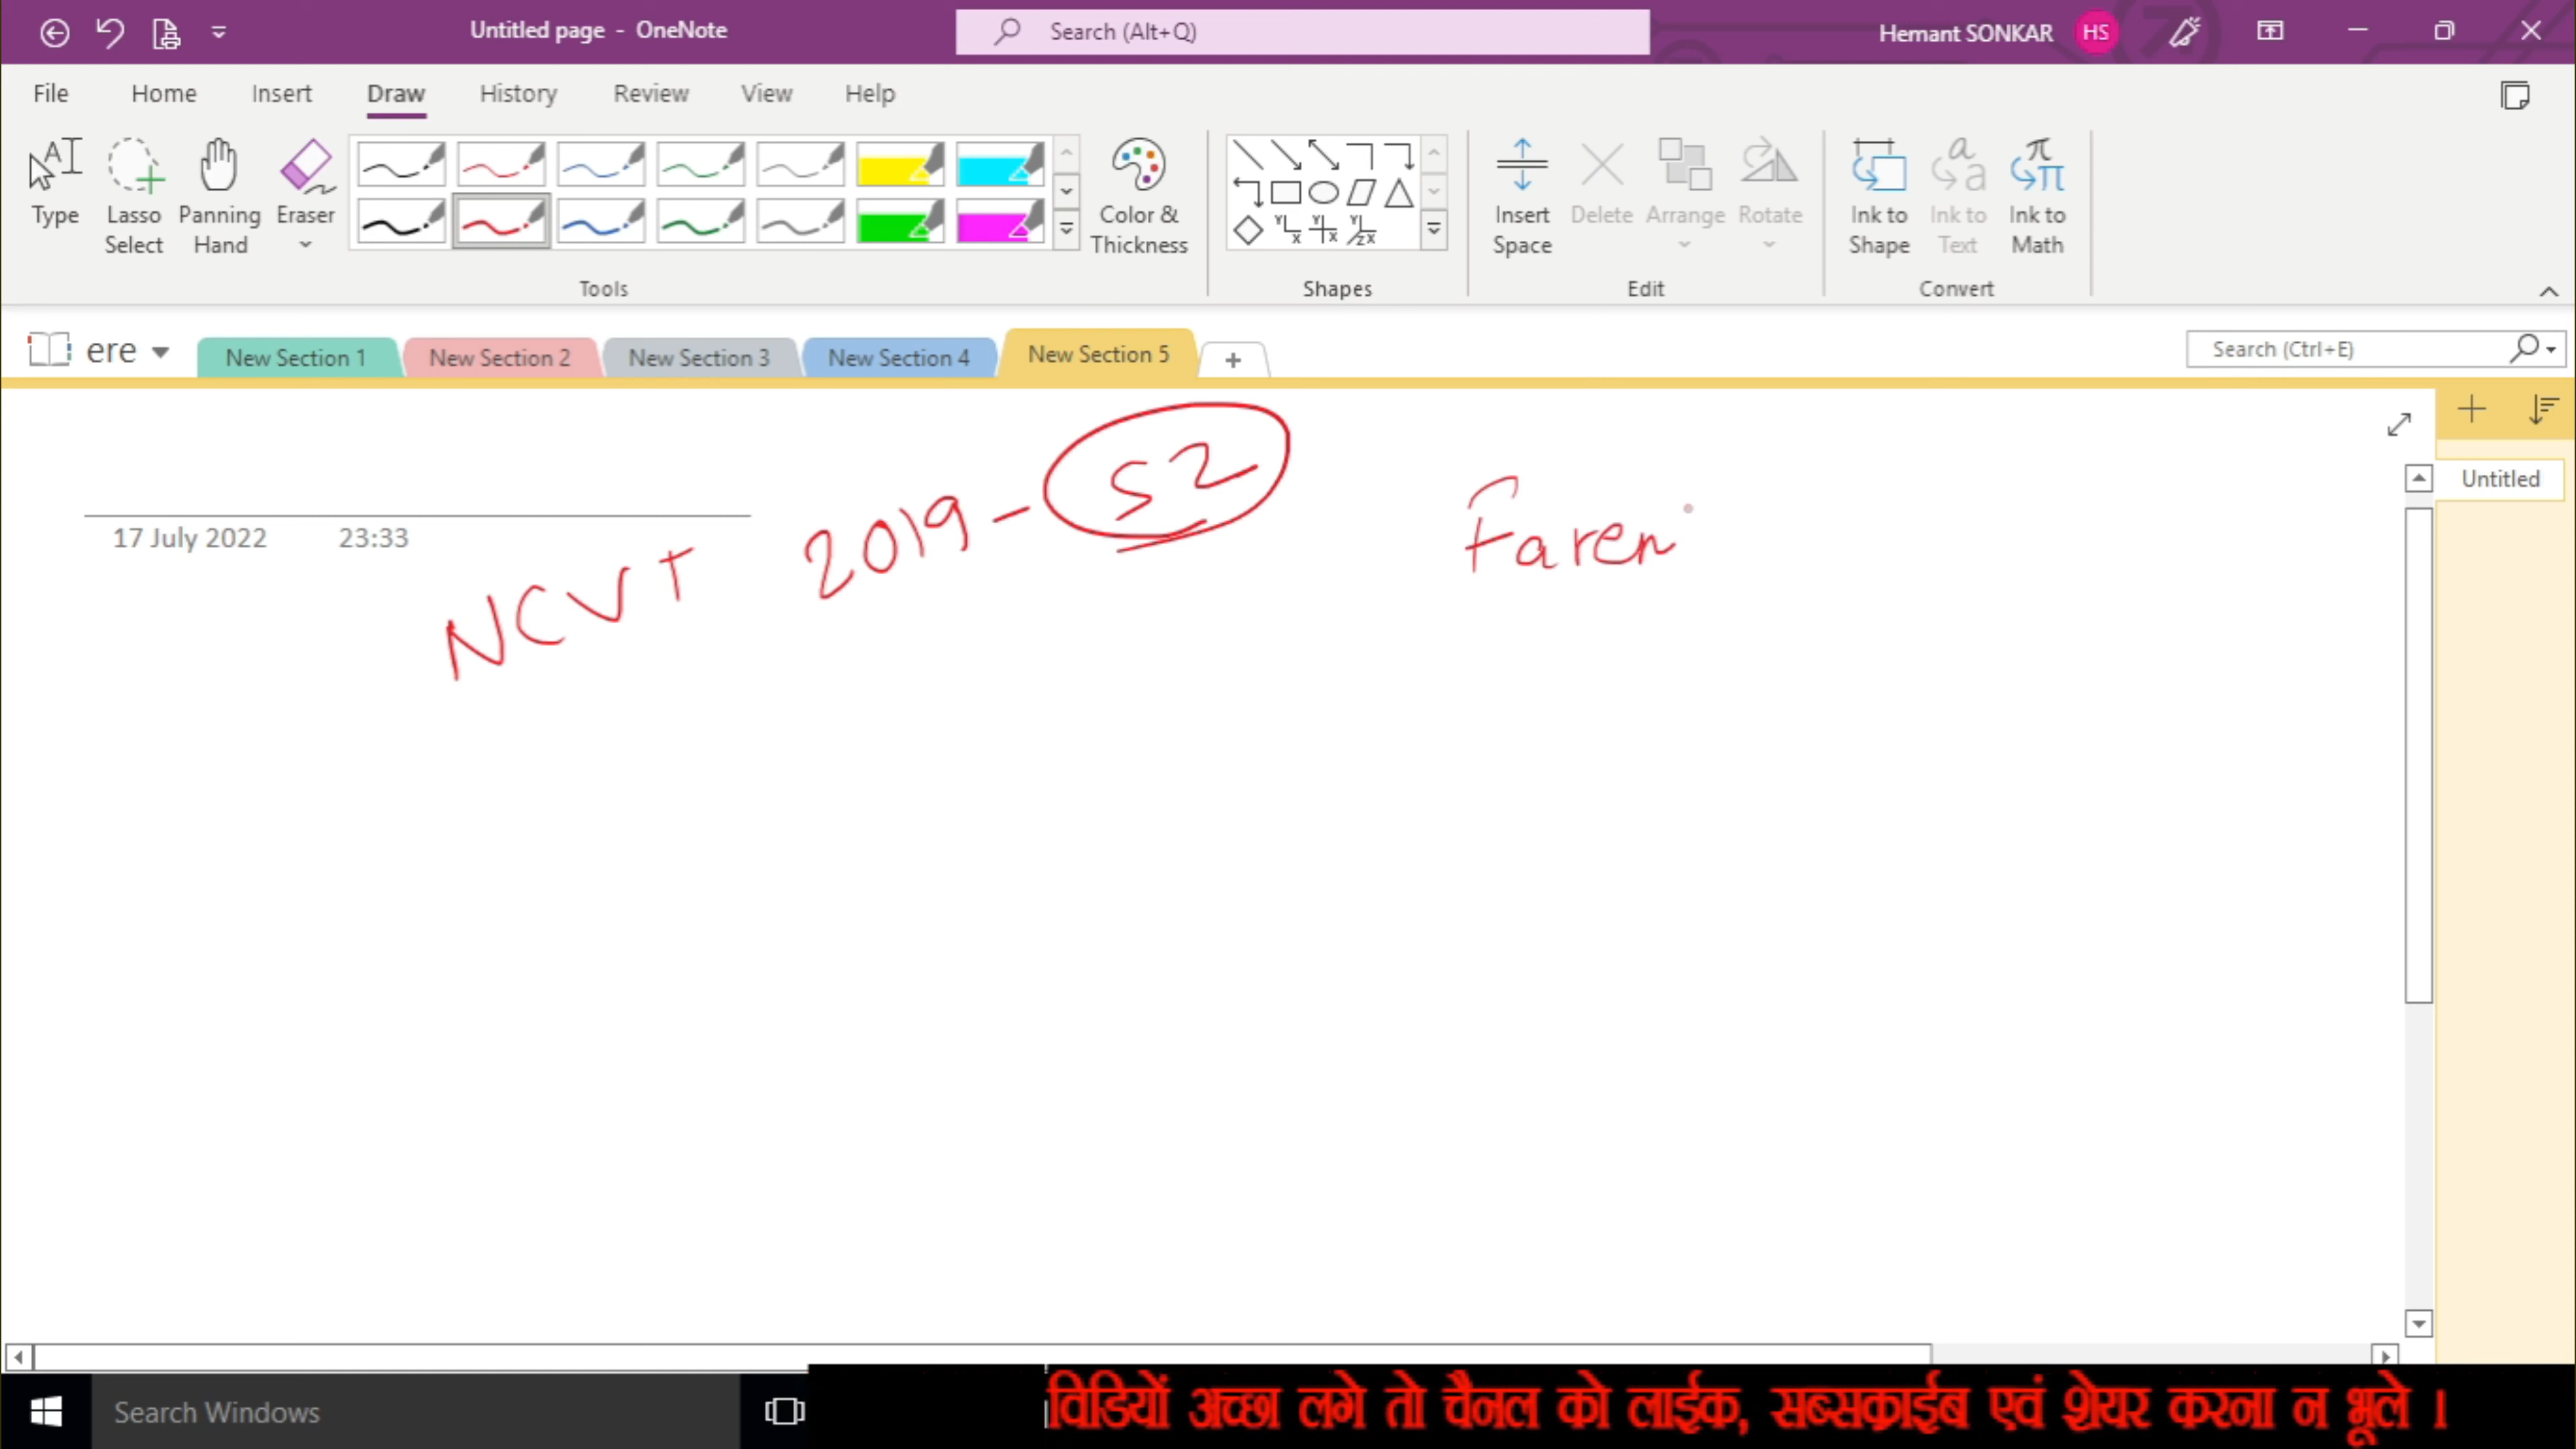 Untitled page - OneNote
Search (Alt+Q)
Hemant SONKAR HS
File Home Insert Draw History Review View Help
Type
Lasso Select
Panning Hand
Eraser
Color & Thickness
Insert Space
Delete
Arrange
Rotate
Ink to Shape
Ink to Text
Ink to Math
Tools Shapes Edit Convert
ere New Section 1 New Section 2 New Section 3 New Section 4 New Section 5 +
Search (Ctrl+E)
Untitled
17 July 2022 23:33
NCVT 2019 - S2
Faren
Search Windows
विडियों अच्छा लगे तो चैनल को लाईक, सब्सक्राईब एवं शेयर करना न भूले ।